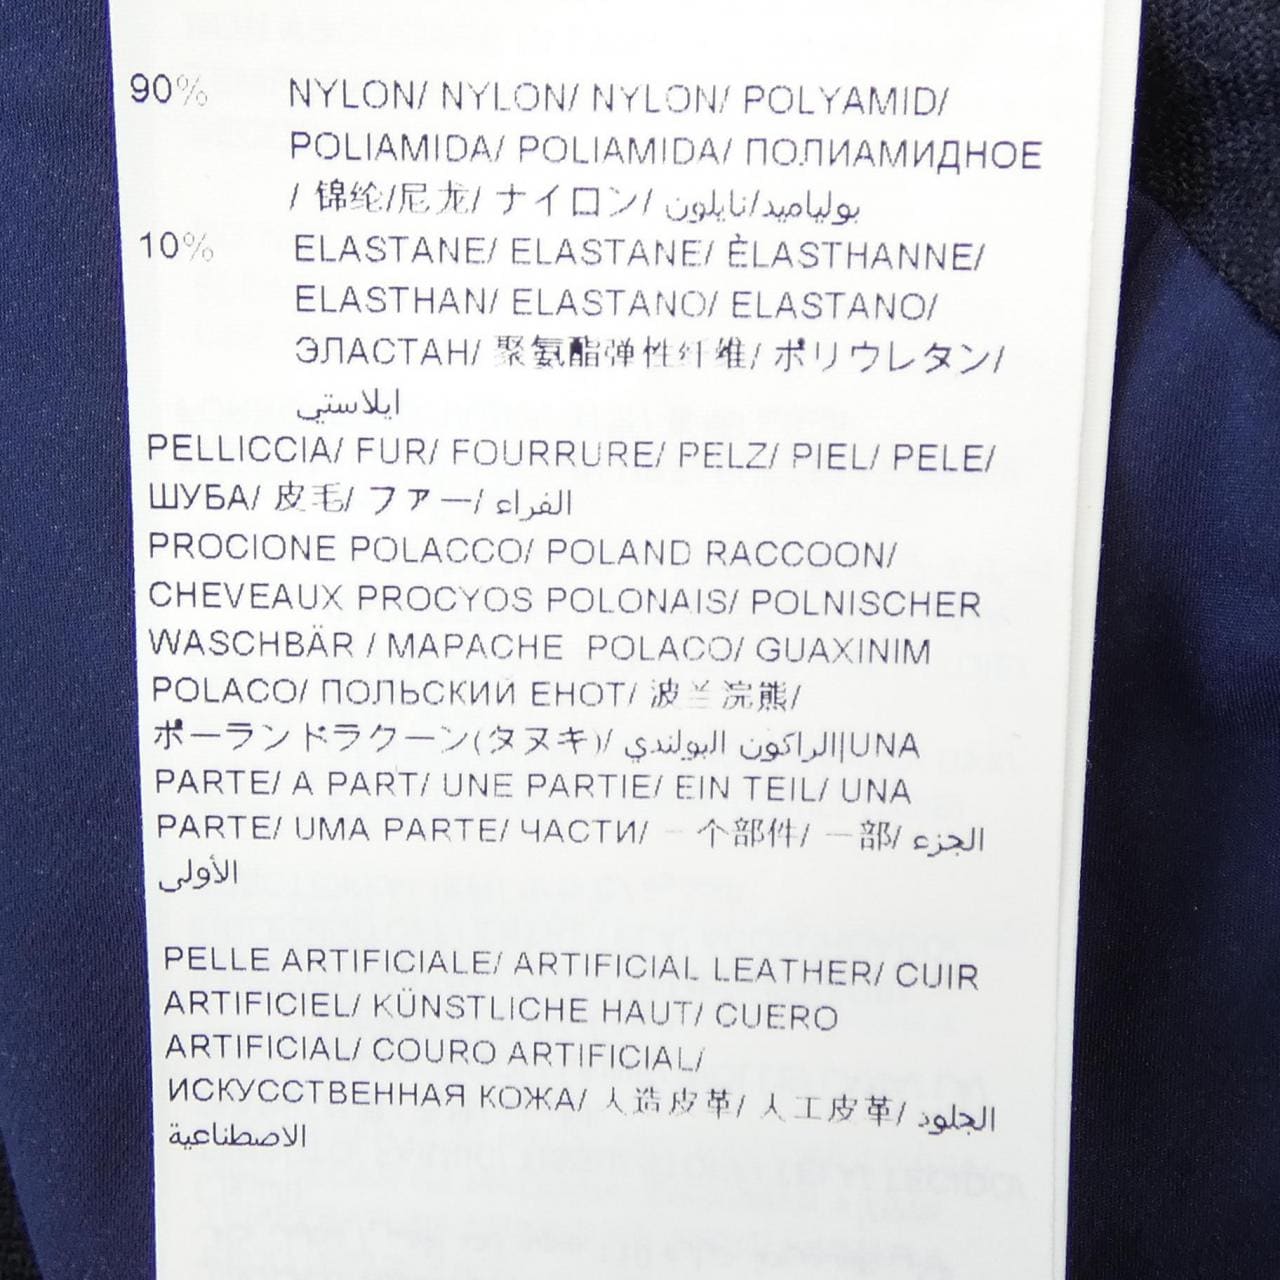 90% NYLON/ NYLON/ NYLON/ POLYAMID/
POLIAMIDA/ POLIAMIDA/ ПОЛИАМИДНОЕ
/ 锦纶/尼龙/ ナイロン/ بولياميد/نايلون
10% ELASTANE/ ELASTANE/ ÈLASTHANNE/
ELASTHAN/ ELASTANO/ ELASTANO/
ЭЛАСТАН/ 聚氨酯弹性纤维/ ポリウレタン/
ايلاستي
PELLICCIA/ FUR/ FOURRURE/ PELZ/ PIEL/ PELE/
ШУБА/ 皮毛/ ファー/ الفراء
PROCIONE POLACCO/ POLAND RACCOON/
CHEVEAUX PROCYOS POLONAIS/ POLNISCHER
WASCHBÄR / MAPACHE POLACO/ GUAXINIM
POLACO/ ПОЛЬСКИЙ ЕНОТ/ 波兰浣熊/
ポーランドラクーン(タヌキ)/ الراكون البولندي||UNA
PARTE/ A PART/ UNE PARTIE/ EIN TEIL/ UNA
PARTE/ UMA PARTE/ ЧАСТИ/ 一个部件/ 一部/ الجزء
الأولى
PELLE ARTIFICIALE/ ARTIFICIAL LEATHER/ CUIR
ARTIFICIEL/ KÜNSTLICHE HAUT/ CUERO
ARTIFICIAL/ COURO ARTIFICIAL/
ИСКУССТВЕННАЯ КОЖА/ 人造皮革/ 人工皮革/ الجلود
الاصطناعية